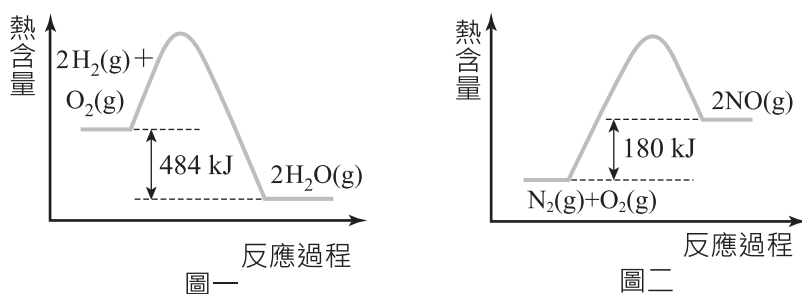 熱含量
2H₂(g)+
O₂(g)
484 kJ
2H₂O(g)
反應過程
圖一
熱含量
2NO(g)
180 kJ
N₂(g)+O₂(g)
反應過程
圖二